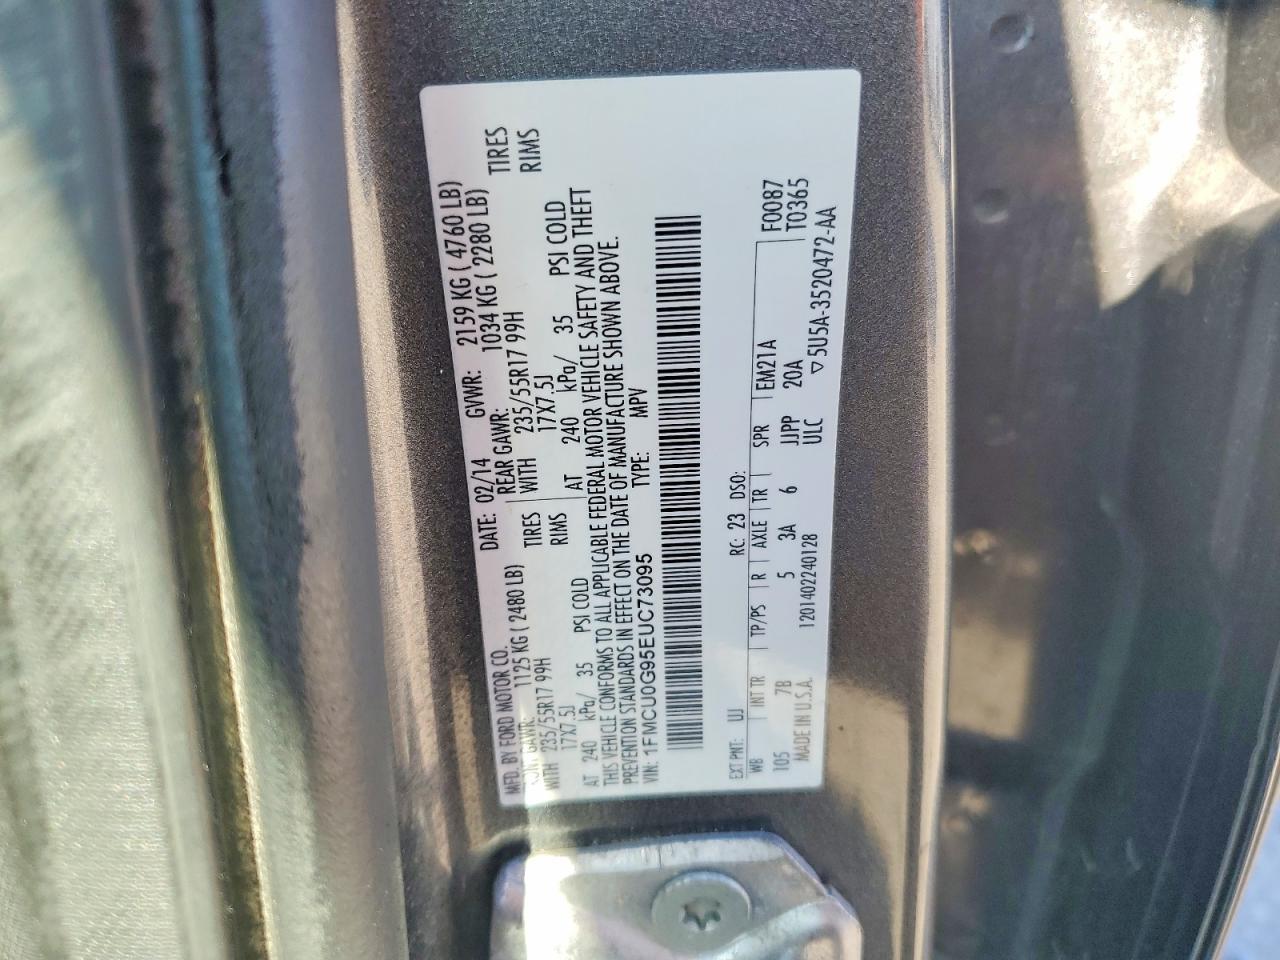 MFD. BY FORD MOTOR CO.
DATE: 02/14 GVWR: 2159 KG ( 4760 LB)
FRONT GAWR: 1125 KG ( 2480 LB) REAR GAWR: 1034 KG ( 2280 LB)
WITH 235/55R17 99H TIRES WITH 235/55R17 99H TIRES
17X7.5J RIMS 17X7.5J RIMS
AT 240 kPa/ 35 PSI COLD AT 240 kPa/ 35 PSI COLD
THIS VEHICLE CONFORMS TO ALL APPLICABLE FEDERAL MOTOR VEHICLE SAFETY AND THEFT
PREVENTION STANDARDS IN EFFECT ON THE DATE OF MANUFACTURE SHOWN ABOVE.
VIN: 1FMCU0G95EUC73095 TYPE: MPV
F0087
EXT PNT: UJ RC: 23 DSO: T0365
WB INT TR TP/PS R AXLE TR SPR EM21A
105 7B 5 3A 6 JJPP 20A
ULC
MADE IN U.S.A. 1201402240128 ▽5U5A-3520472-AA